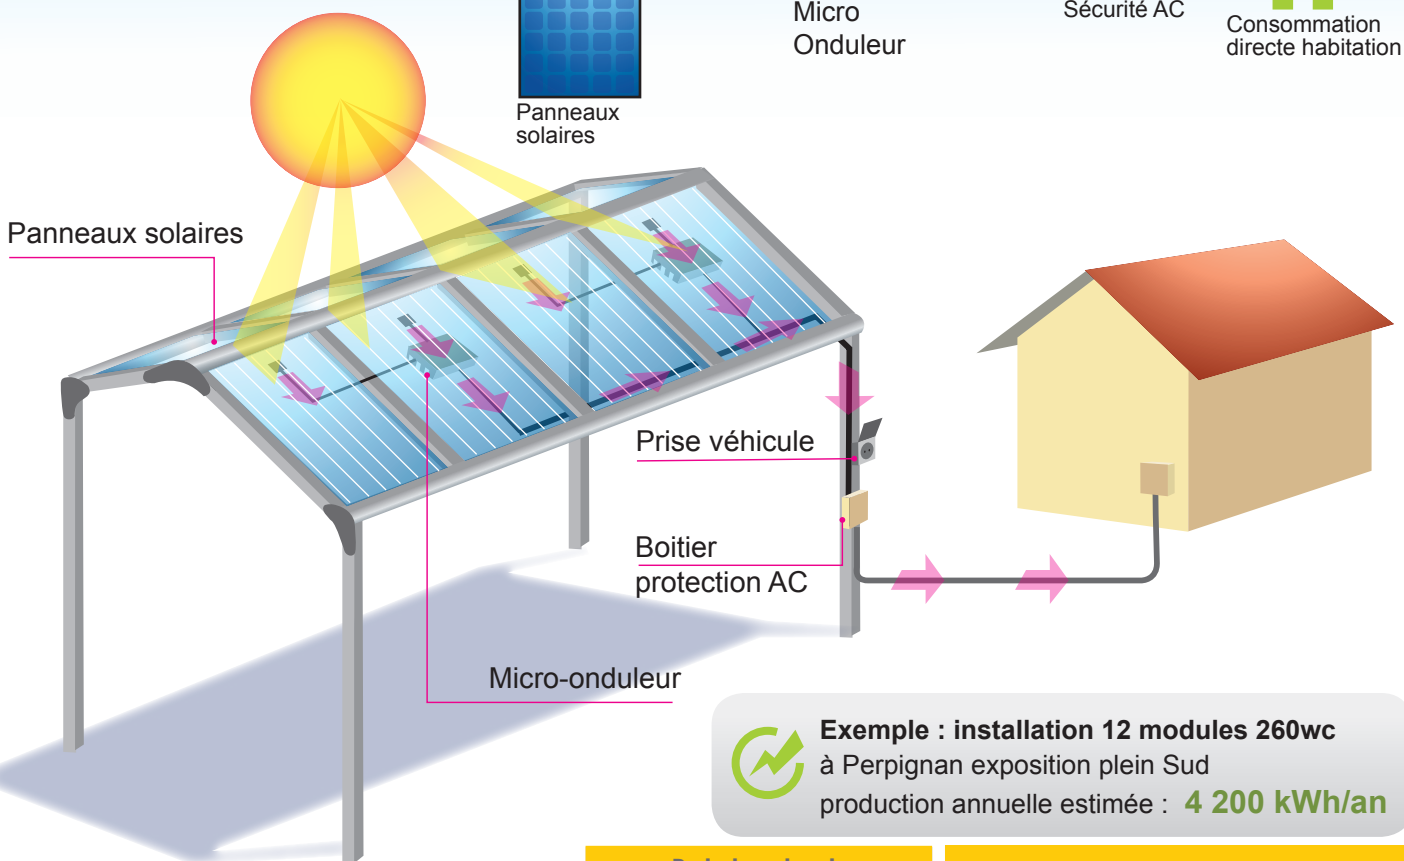 Micro
Onduleur
Sécurité AC
Consommation
directe habitation
Panneaux
solaires
Panneaux solaires
Prise véhicule
Boitier
protection AC
Micro-onduleur
Exemple : installation 12 modules 260wc
à Perpignan exposition plein Sud
production annuelle estimée : 4 200 kWh/an